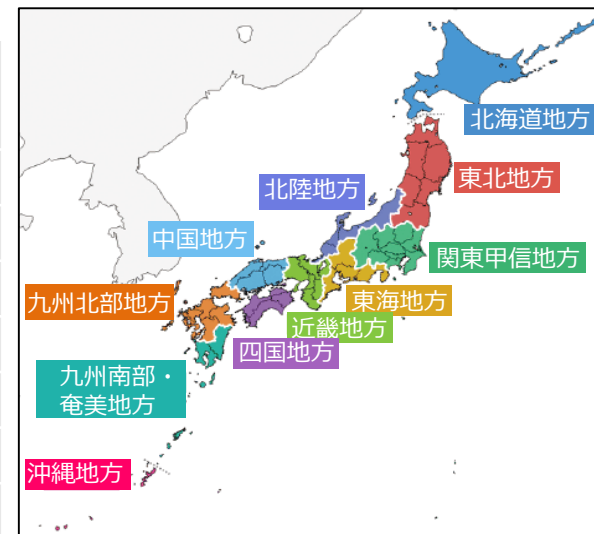 北海道地方
東北地方
北陸地方
中国地方
関東甲信地方
九州北部地方
東海地方
近畿地方
四国地方
九州南部・
奄美地方
沖縄地方